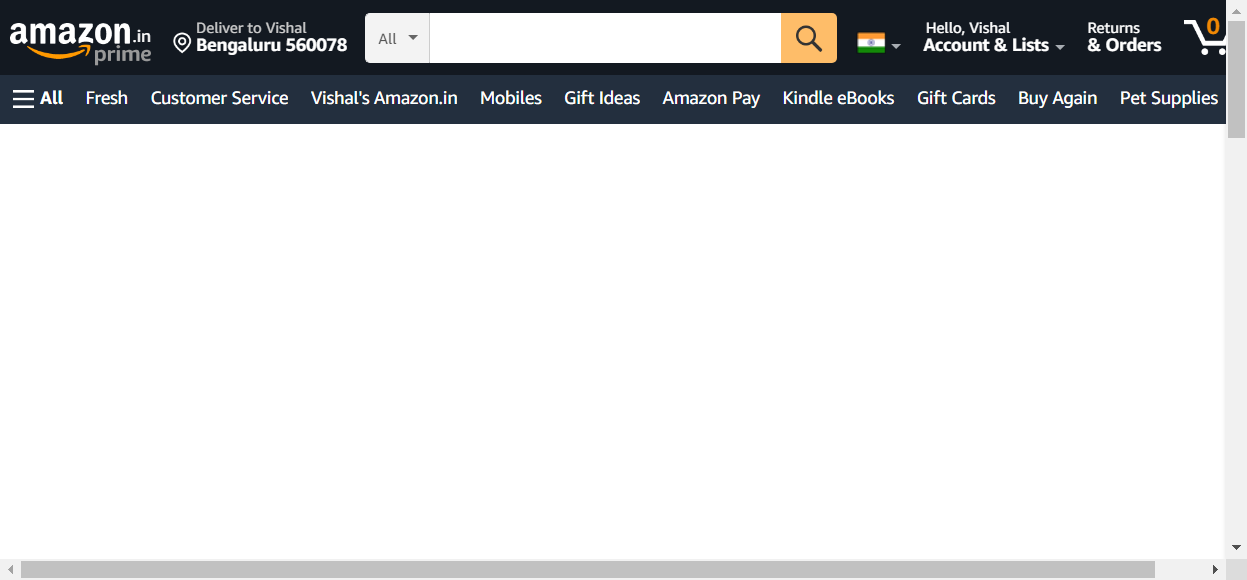 amazon.in
prime
Deliver to Vishal
Bengaluru 560078
All
Hello, Vishal
Account & Lists
Returns
& Orders
0
All Fresh Customer Service Vishal's Amazon.in Mobiles Gift Ideas Amazon Pay Kindle eBooks Gift Cards Buy Again Pet Supplies